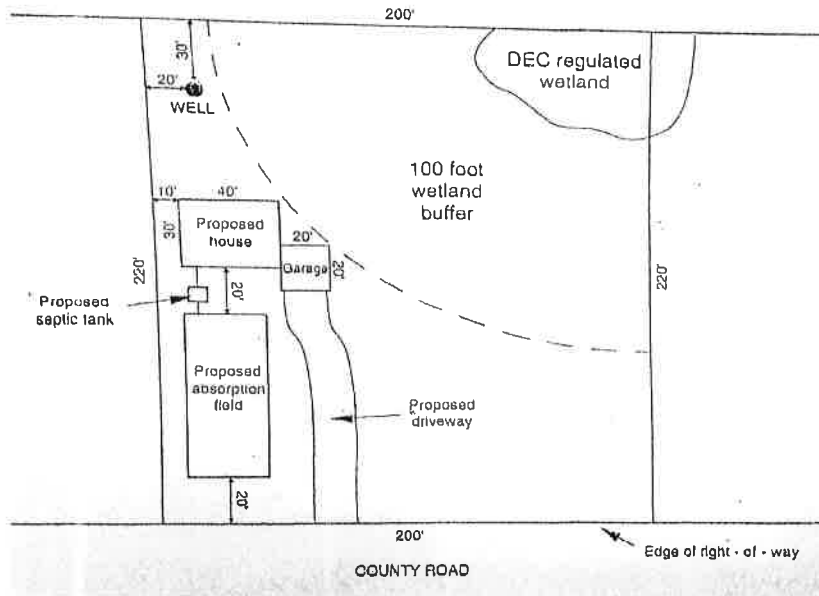 200'
30'
20'
WELL
DEC regulated
wetland
100 foot
wetland
buffer
10'
40'
30'
Proposed
house
20'
Garage
20'
220'
220'
Proposed
septic tank
20'
Proposed
absorption
field
Proposed
driveway
20'
200'
Edge of right - of - way
COUNTY ROAD